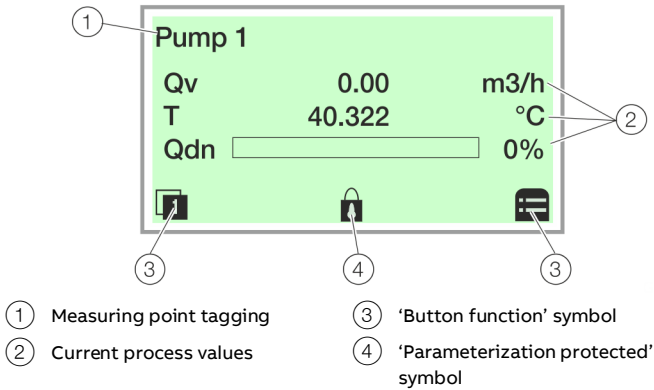 1
Pump 1
Qv 0.00 m3/h
T 40.322 °C
2
Qdn 0%
1
3 4 3
1 Measuring point tagging
2 Current process values
3 ‘Button function’ symbol
4 ‘Parameterization protected’
symbol